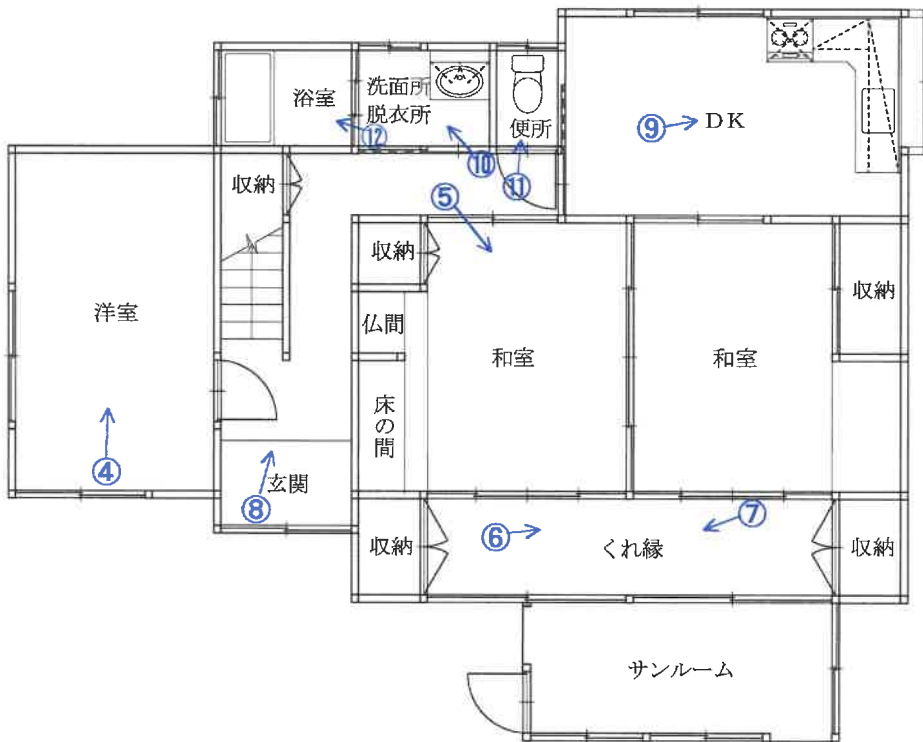 浴室
洗面所
脱衣所
便所
⑨
DK
⑫
⑩
⑪
収納
⑤
収納
収納
洋室
仏間
和室
和室
床の間
④
⑧
玄関
⑥
⑦
収納
くれ縁
収納
サンルーム